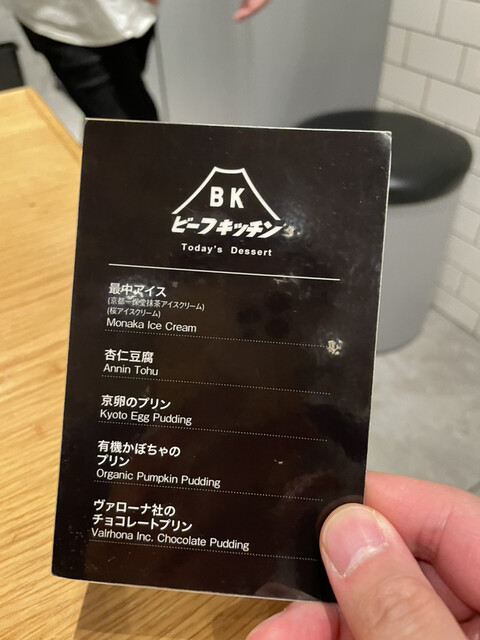 BK
ビーフキッチン
Today's Dessert
最中アイス
(京都一保堂抹茶アイスクリーム)
(桜アイスクリーム)
Monaka Ice Cream
杏仁豆腐
Annin Tohu
京卵のプリン
Kyoto Egg Pudding
有機かぼちゃの
プリン
Organic Pumpkin Pudding
ヴァローナ社の
チョコレートプリン
Valrhona Inc. Chocolate Pudding